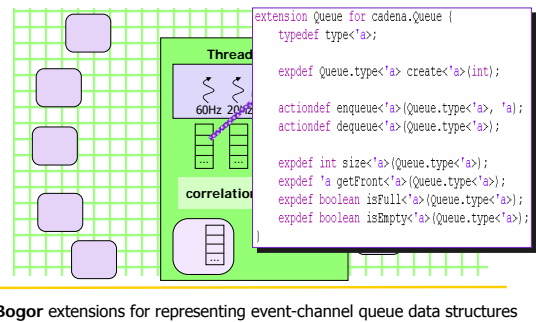 extension Queue for cadena.Queue {
typedef type<'a>;
expdef Queue.type<'a> create<'a>(int);
actiondef enqueue<'a>(Queue.type<'a>, 'a);
actiondef dequeue<'a>(Queue.type<'a>);
expdef int size<'a>(Queue.type<'a>);
expdef 'a getFront<'a>(Queue.type<'a>);
expdef boolean isFull<'a>(Queue.type<'a>);
expdef boolean isEmpty<'a>(Queue.type<'a>);
}
Thread
60Hz 20Hz
... ...
correlation
...
Bogor extensions for representing event-channel queue data structures